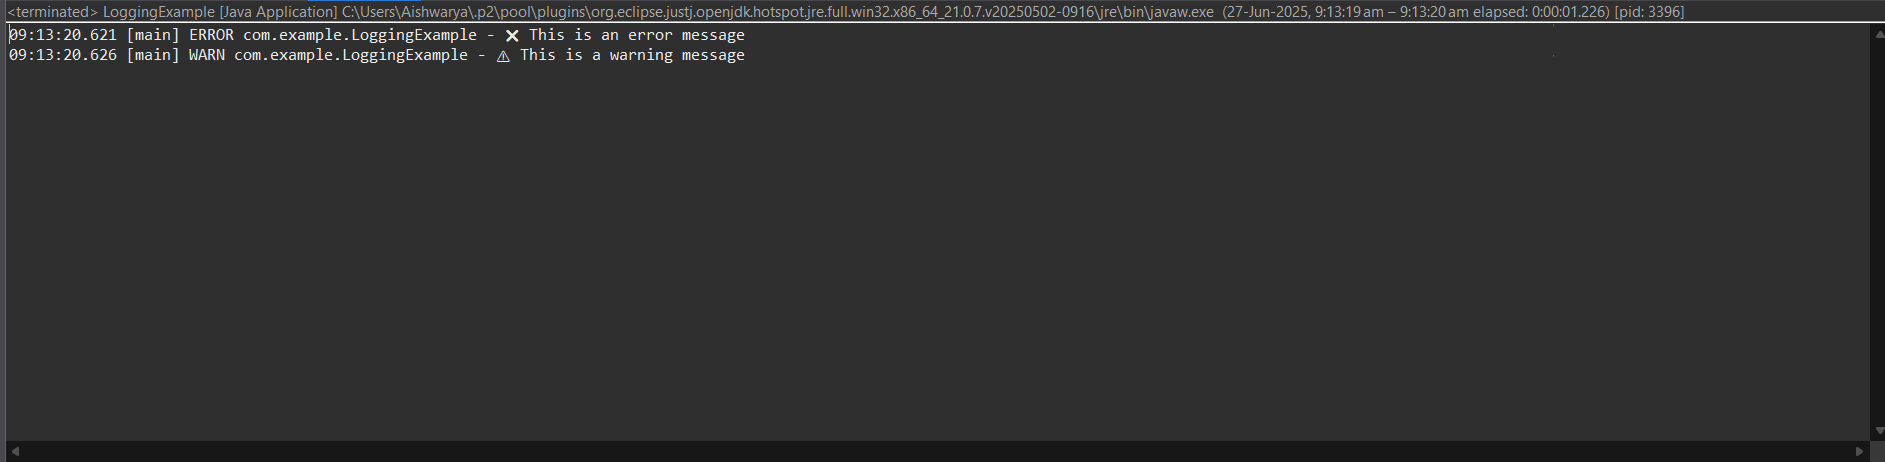 <terminated> LoggingExample [Java Application] C:\Users\Aishwarya\.p2\pool\plugins\org.eclipse.justj.openjdk.hotspot.jre.full.win32.x86_64_21.0.7.v20250502-0916\jre\bin\javaw.exe (27-Jun-2025, 9:13:19 am – 9:13:20 am elapsed: 0:00:01.226) [pid: 3396]
09:13:20.621 [main] ERROR com.example.LoggingExample - ❌ This is an error message
09:13:20.626 [main] WARN com.example.LoggingExample - ⚠ This is a warning message